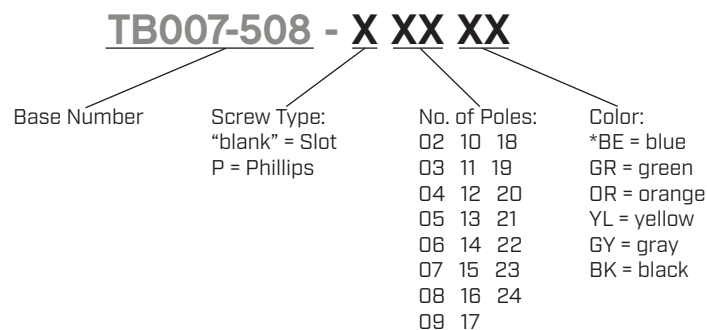 TB007-508 - X XX XX
Base Number
Screw Type:
“blank” = Slot
P = Phillips
No. of Poles:
02 10 18
03 11 19
04 12 20
05 13 21
06 14 22
07 15 23
08 16 24
09 17
Color:
*BE = blue
GR = green
OR = orange
YL = yellow
GY = gray
BK = black